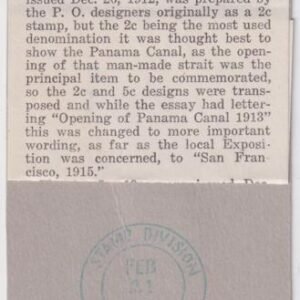 issued Dec. 26, 1912, was prepared
by the P. O. designers originally as a 2c
stamp, but the 2c being the most used
denomination it was thought best to
show the Panama Canal, as the open-
ing of that man-made strait was the
principal item to be commemorated,
so the 2c and 5c designs were trans-
posed and while the essay had letter-
ing "Opening of Panama Canal 1913"
this was changed to more important
wording, as far as the local Exposi-
tion was concerned, to "San Fran-
cisco, 1915."
STAMP DIVISION
FEB
21